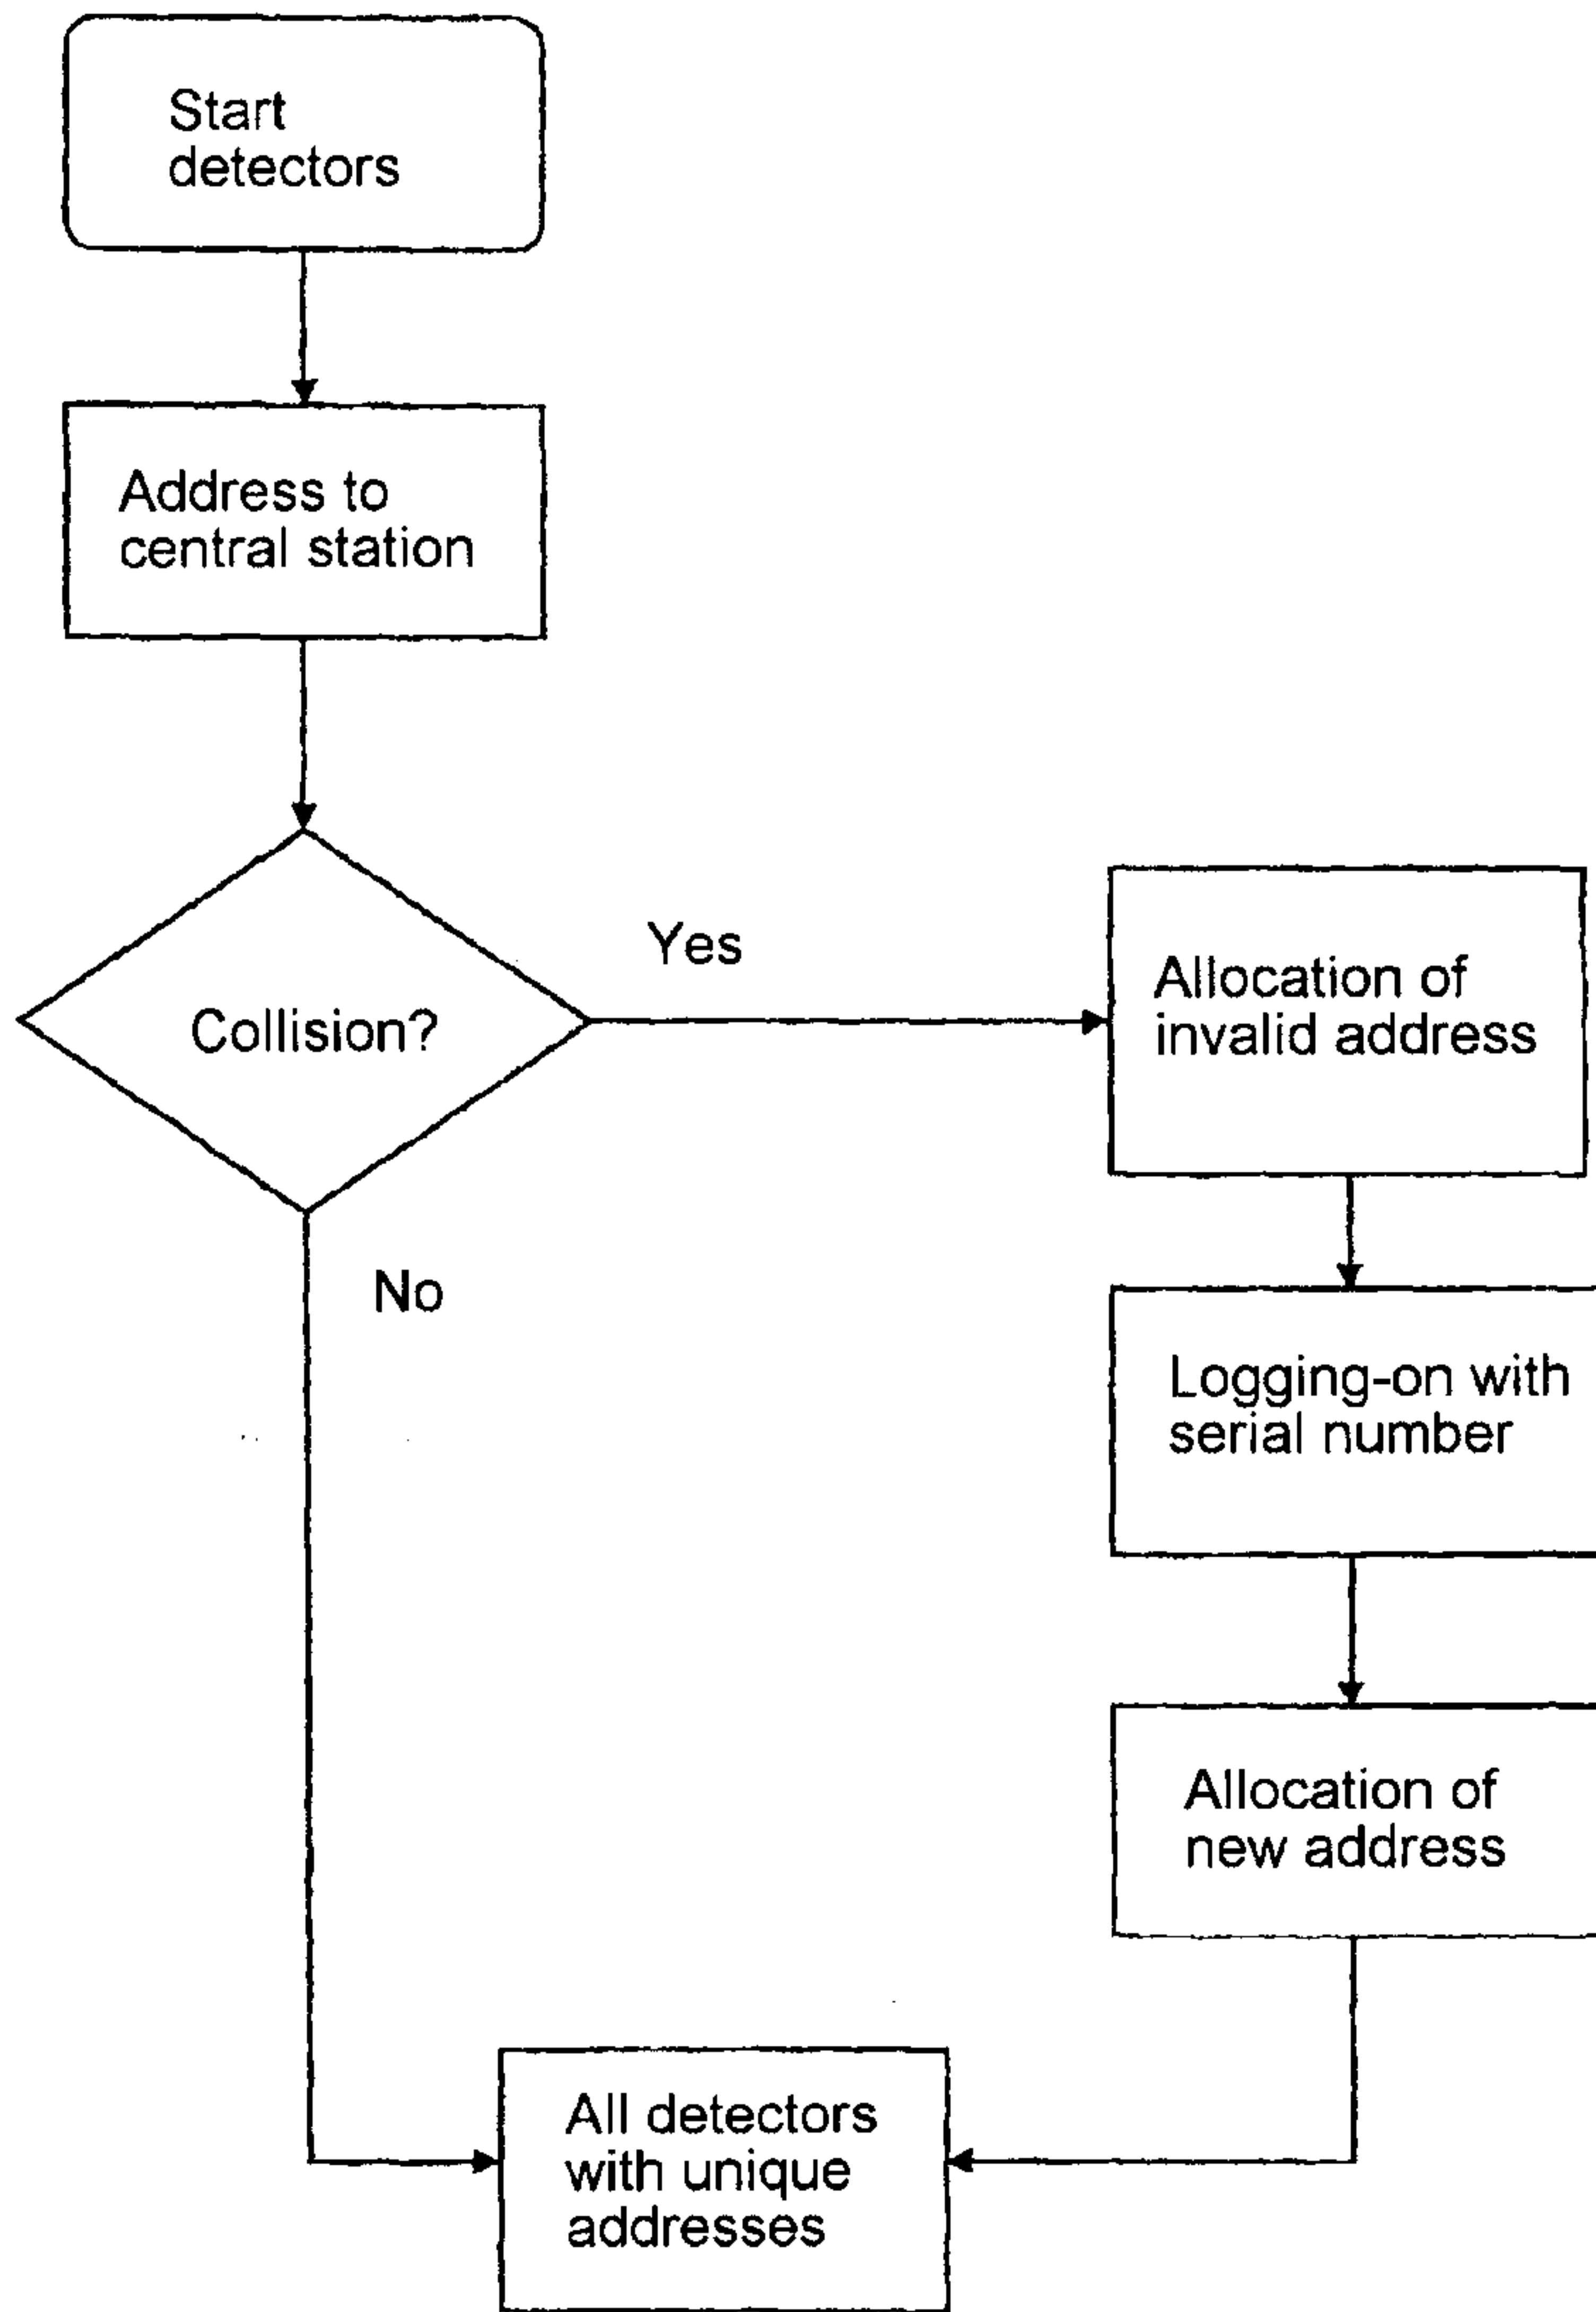 Start
detectors
Address to
central station
Collision?
Yes
No
Allocation of
invalid address
Logging-on with
serial number
Allocation of
new address
All detectors
with unique
addresses